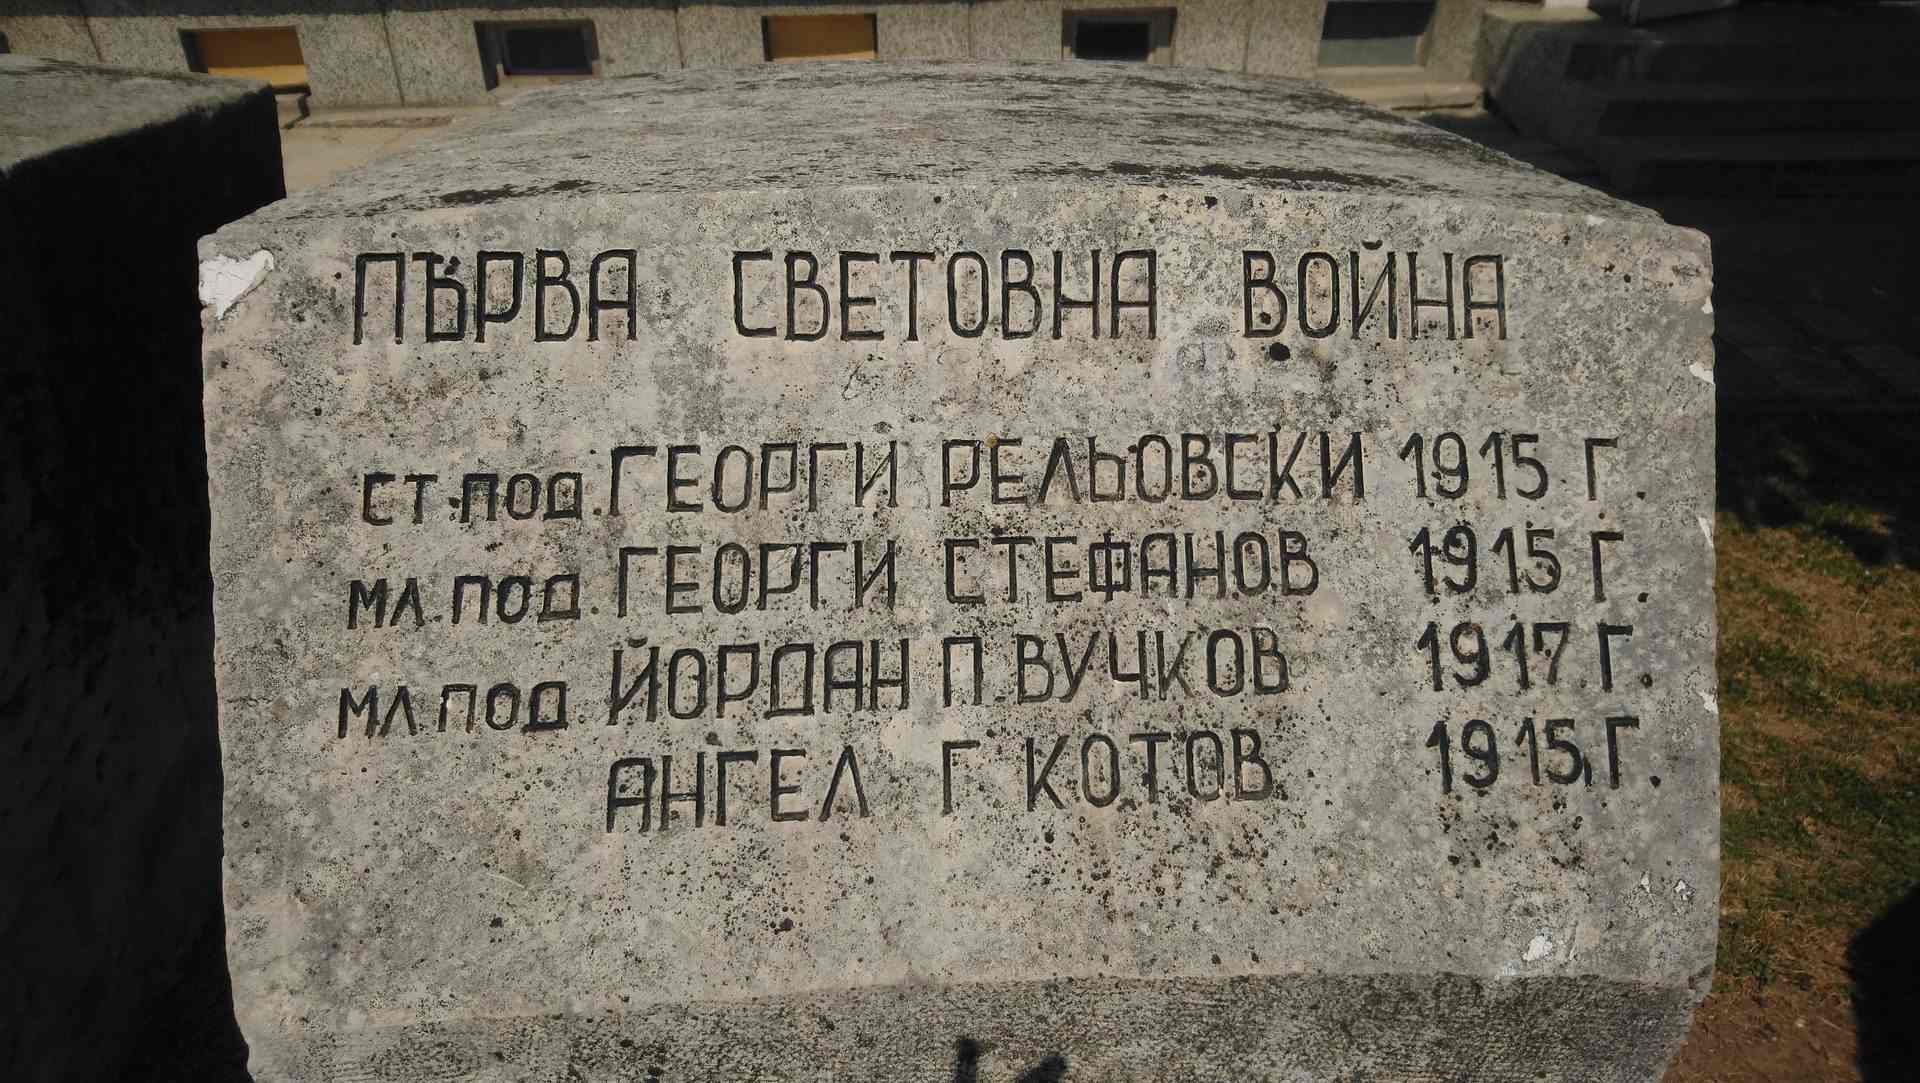 ПЪРВА СВЕТОВНА ВОЙНА
СТ. ПОД. ГЕОРГИ РЕЛЬОВСКИ 1915 Г.
МЛ. ПОД. ГЕОРГИ СТЕФАНОВ 1915 Г.
МЛ. ПОД. ЙОРДАН П. ВУЧКОВ 1917 Г.
АНГЕЛ Г КОТОВ 1915 Г.